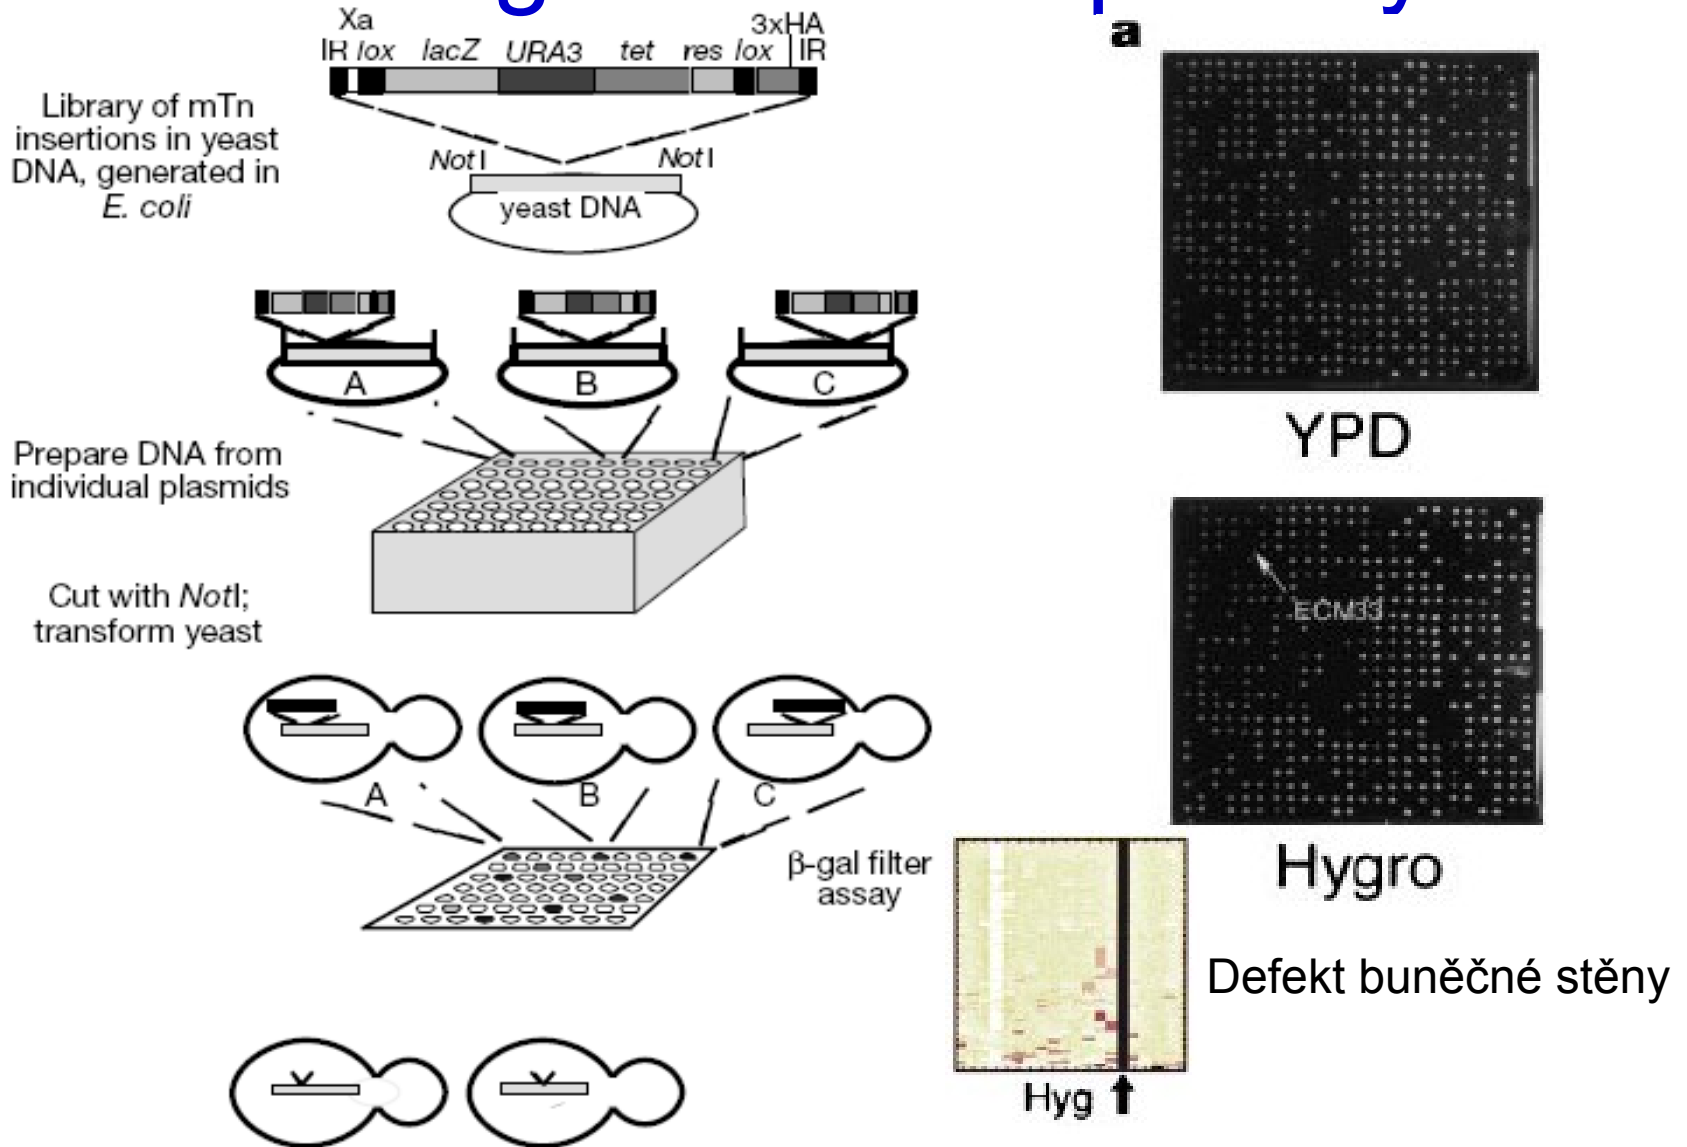 Xa
3xHA
IR lox lacZ URA3 tet res lox IR
Library of mTn
insertions in yeast
DNA, generated in
E. coli
NotI
NotI
yeast DNA
A
B
C
Prepare DNA from
individual plasmids
Cut with NotI;
transform yeast
A
B
C
β-gal filter
assay
a
YPD
ECM33
Hygro
Defekt buněčné stěny
Hyg